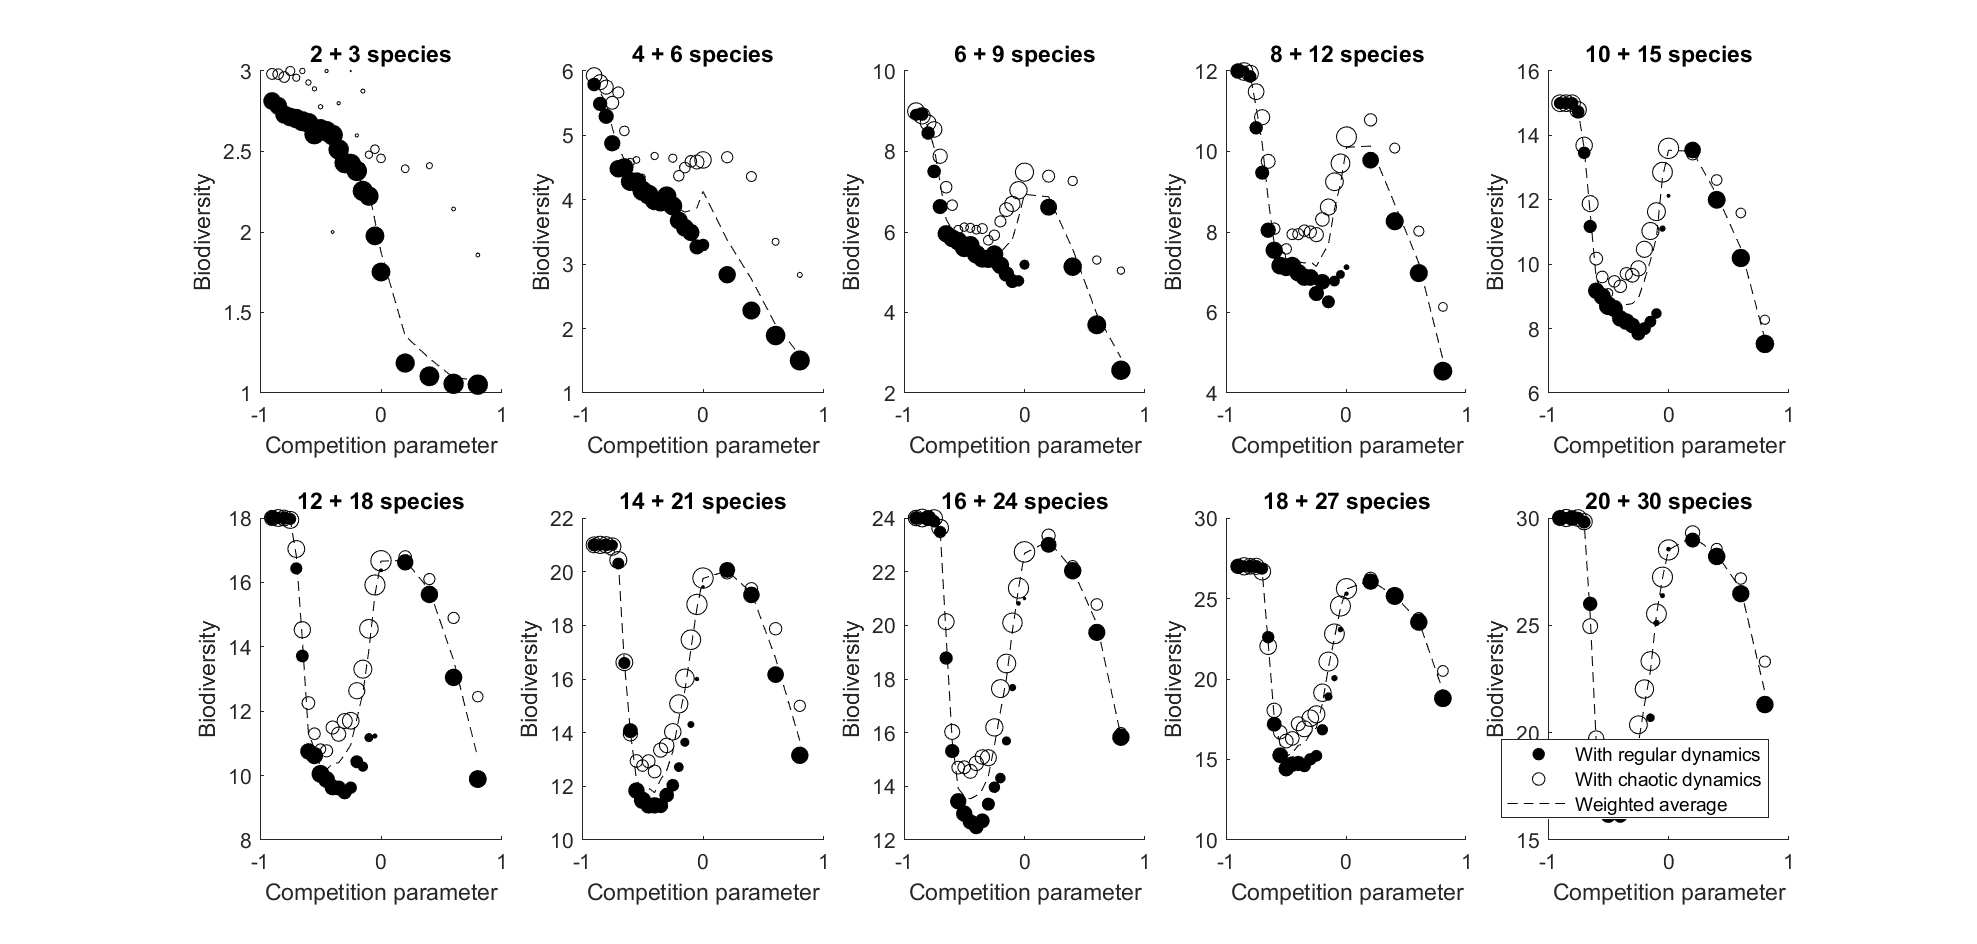 2 + 3 species
4 + 6 species
6 + 9 species
8 + 12 species
10 + 15 species
3
2.5
2
1.5
1
Biodiversity
-1
0
1
Competition parameter
6
5
4
3
2
1
Biodiversity
-1
0
1
Competition parameter
10
8
6
4
2
Biodiversity
-1
0
1
Competition parameter
12
10
8
6
4
Biodiversity
-1
0
1
Competition parameter
16
14
12
10
8
6
Biodiversity
-1
0
1
Competition parameter
12 + 18 species
14 + 21 species
16 + 24 species
18 + 27 species
20 + 30 species
18
16
14
12
10
8
Biodiversity
-1
0
1
Competition parameter
22
20
18
16
14
12
10
Biodiversity
-1
0
1
Competition parameter
24
22
20
18
16
14
12
Biodiversity
-1
0
1
Competition parameter
30
25
20
15
10
Biodiversity
-1
0
1
Competition parameter
30
25
20
15
Biodiversity
-1
0
1
Competition parameter
With regular dynamics
With chaotic dynamics
Weighted average